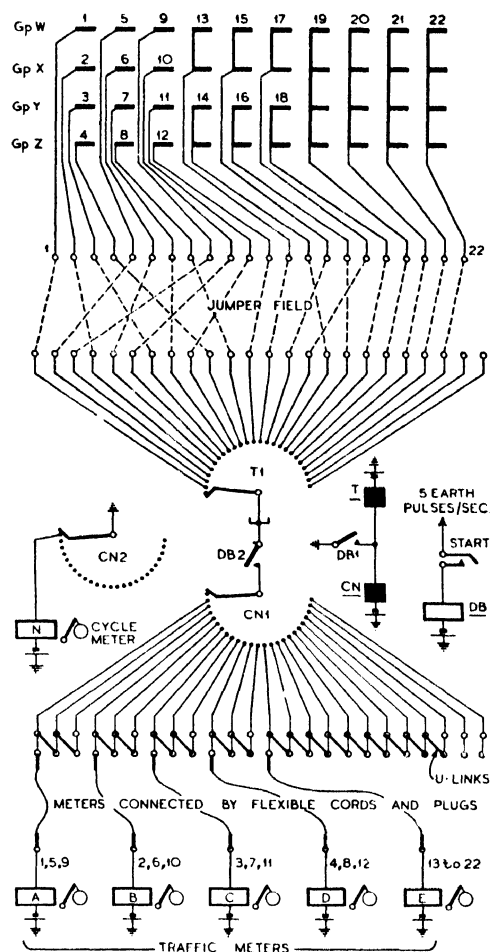 Gp W 1 5 9 13 15 17 19 20 21 22
Gp X 2 6 10
Gp Y 3 7 11 14 16 18
Gp Z 4 8 12
1 22
JUMPER FIELD
T1
T
5 EARTH
PULSES/SEC.
START
CN2
DB2
DB1
CN
DB
N
CYCLE
METER
CN1
U-LINKS
METERS CONNECTED BY FLEXIBLE CORDS AND PLUGS
1,5,9 2,6,10 3,7,11 4,8,12 13 to 22
A B C D E
TRAFFIC METERS